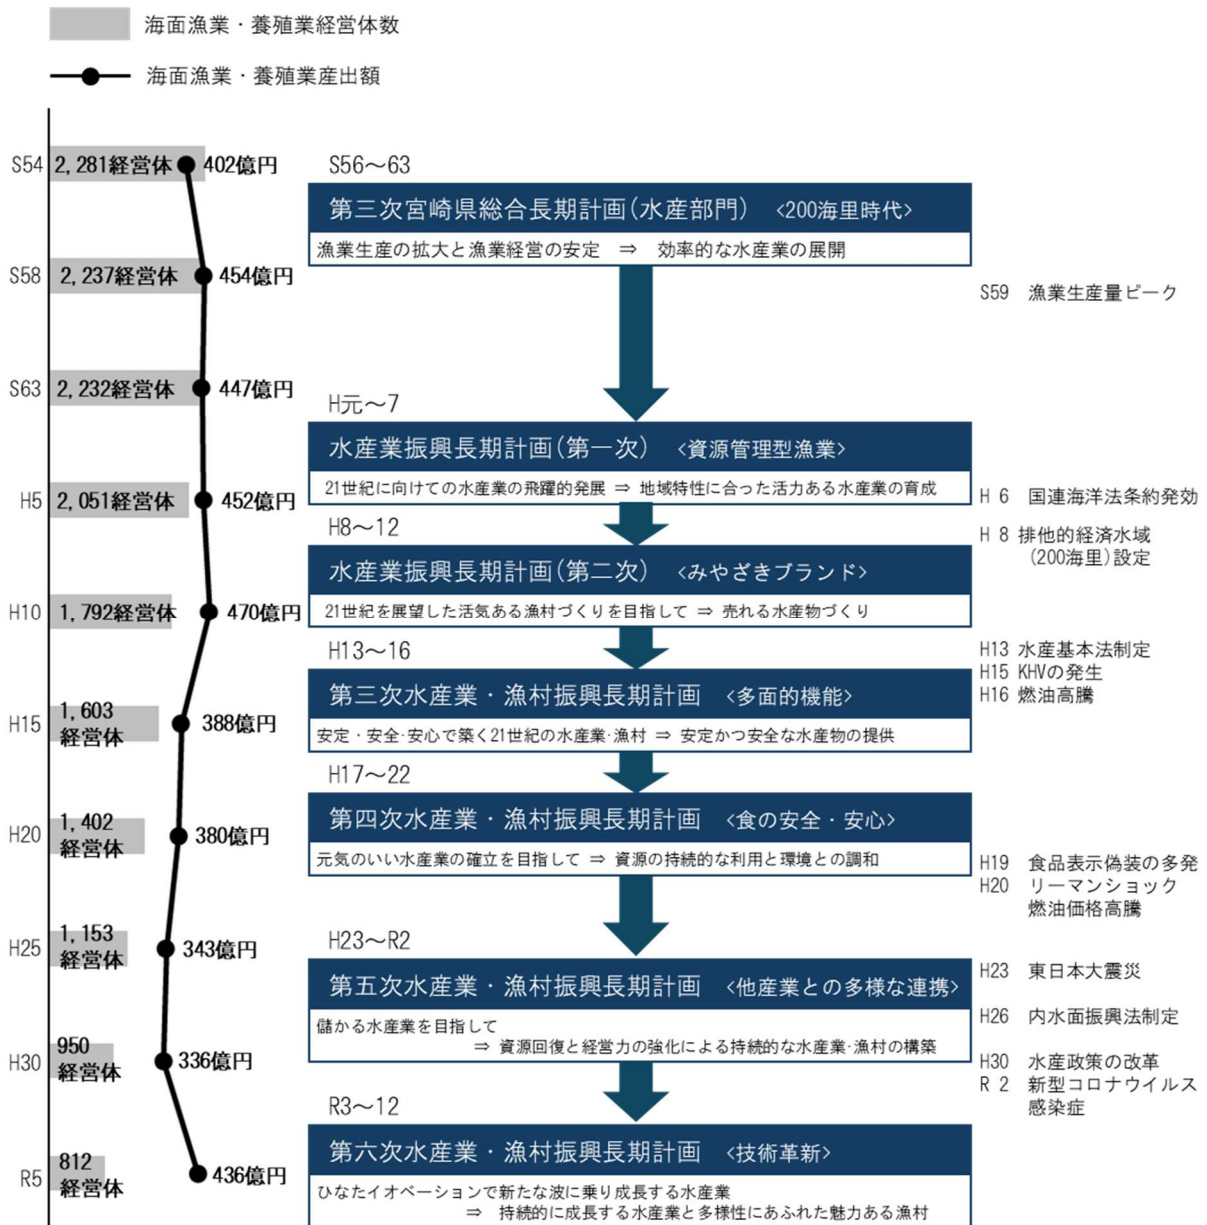 海面漁業・養殖業経営体数
海面漁業・養殖業産出額
S54 2,281経営体 402億円
S56～63
第三次宮崎県総合長期計画(水産部門) <200海里時代>
漁業生産の拡大と漁業経営の安定 ⇒ 効率的な水産業の展開
S58 2,237経営体 454億円
S59 漁業生産量ピーク
S63 2,232経営体 447億円
H元～7
水産業振興長期計画(第一次) <資源管理型漁業>
21世紀に向けての水産業の飛躍的発展 ⇒ 地域特性に合った活力ある水産業の育成
H5 2,051経営体 452億円
H 6 国連海洋法条約発効
H 8 排他的経済水域
(200海里)設定
H8～12
水産業振興長期計画(第二次) <みやざきブランド>
21世紀を展望した活気ある漁村づくりを目指して ⇒ 売れる水産物づくり
H10 1,792経営体 470億円
H13～16
H13 水産基本法制定
H15 KHVの発生
H16 燃油高騰
第三次水産業・漁村振興長期計画 <多面的機能>
安定・安全・安心で築く21世紀の水産業・漁村 ⇒ 安定かつ安全な水産物の提供
H15 1,603
経営体 388億円
H17～22
第四次水産業・漁村振興長期計画 <食の安全・安心>
元気のいい水産業の確立を目指して ⇒ 資源の持続的な利用と環境との調和
H20 1,402
経営体 380億円
H19 食品表示偽装の多発
H20 リーマンショック
燃油価格高騰
H23～R2
第五次水産業・漁村振興長期計画 <他産業との多様な連携>
儲かる水産業を目指して
⇒ 資源回復と経営力の強化による持続的な水産業・漁村の構築
H25 1,153
経営体 343億円
H23 東日本大震災
H26 内水面振興法制定
H30 水産政策の改革
R 2 新型コロナウイルス
感染症
H30 950
経営体 336億円
R3～12
第六次水産業・漁村振興長期計画 <技術革新>
ひなたイオベーションで新たな波に乗り成長する水産業
⇒ 持続的に成長する水産業と多様性にあふれた魅力ある漁村
R5 812
経営体 436億円